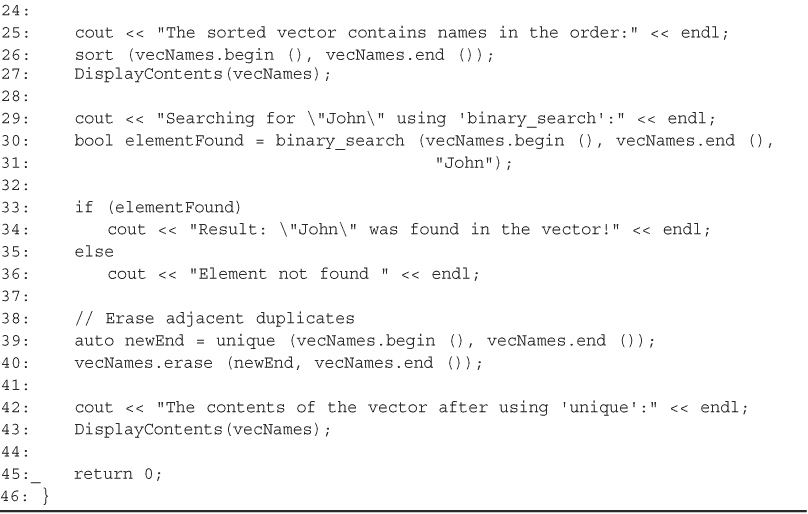 24:
25:    cout << "The sorted vector contains names in the order:" << endl;
26:    sort (vecNames.begin (), vecNames.end ());
27:    DisplayContents(vecNames);
28:
29:    cout << "Searching for \"John\" using 'binary_search':" << endl;
30:    bool elementFound = binary_search (vecNames.begin (), vecNames.end (),
31:                                      "John");
32:
33:    if (elementFound)
34:       cout << "Result: \"John\" was found in the vector!" << endl;
35:    else
36:       cout << "Element not found " << endl;
37:
38:    // Erase adjacent duplicates
39:    auto newEnd = unique (vecNames.begin (), vecNames.end ());
40:    vecNames.erase (newEnd, vecNames.end ());
41:
42:    cout << "The contents of the vector after using 'unique':" << endl;
43:    DisplayContents(vecNames);
44:
45:_   return 0;
46: }